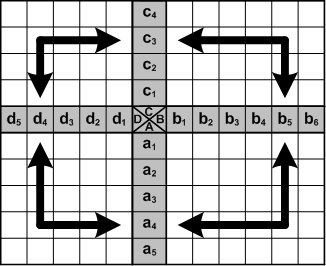 c₄
c₃
c₂
c₁
d₅ d₄ d₃ d₂ d₁ D C B A b₁ b₂ b₃ b₄ b₅ b₆
a₁
a₂
a₃
a₄
a₅